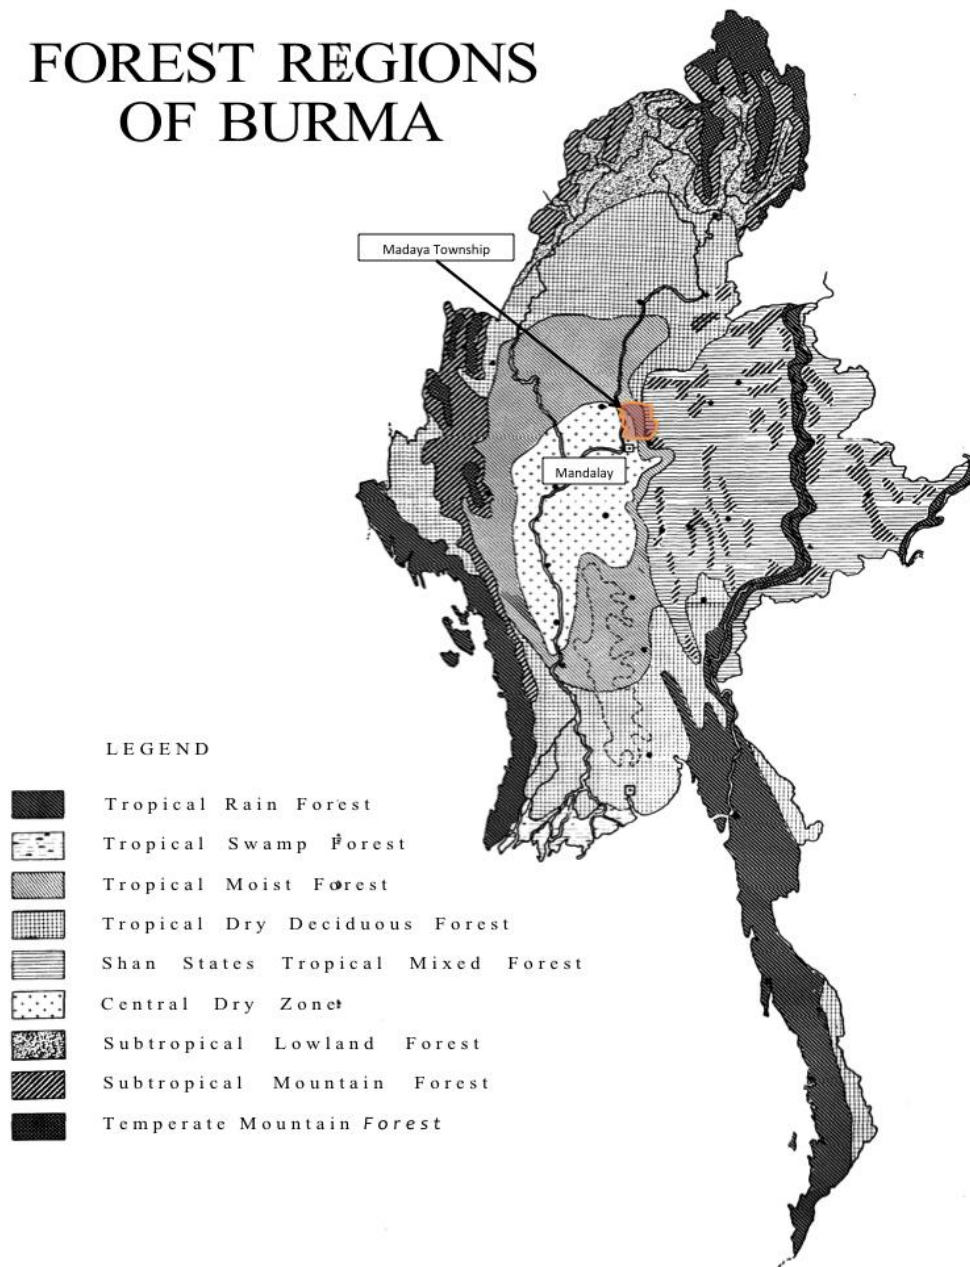 FOREST REGIONS
OF BURMA
Madaya Township
Mandalay
LEGEND
Tropical Rain Forest
Tropical Swamp Forest
Tropical Moist Forest
Tropical Dry Deciduous Forest
Shan States Tropical Mixed Forest
Central Dry Zone
Subtropical Lowland Forest
Subtropical Mountain Forest
Temperate Mountain Forest